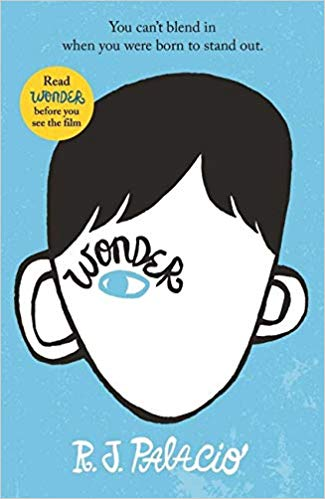 You can't blend in
when you were born to stand out.
Read
WONDER
before you
see the film
WONDER
R. J. PALACIO